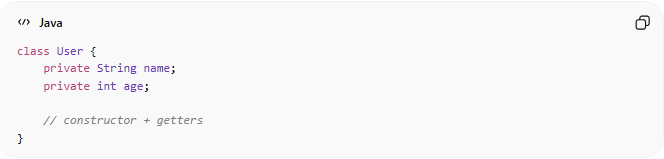 </> Java
class User {
    private String name;
    private int age;

    // constructor + getters
}